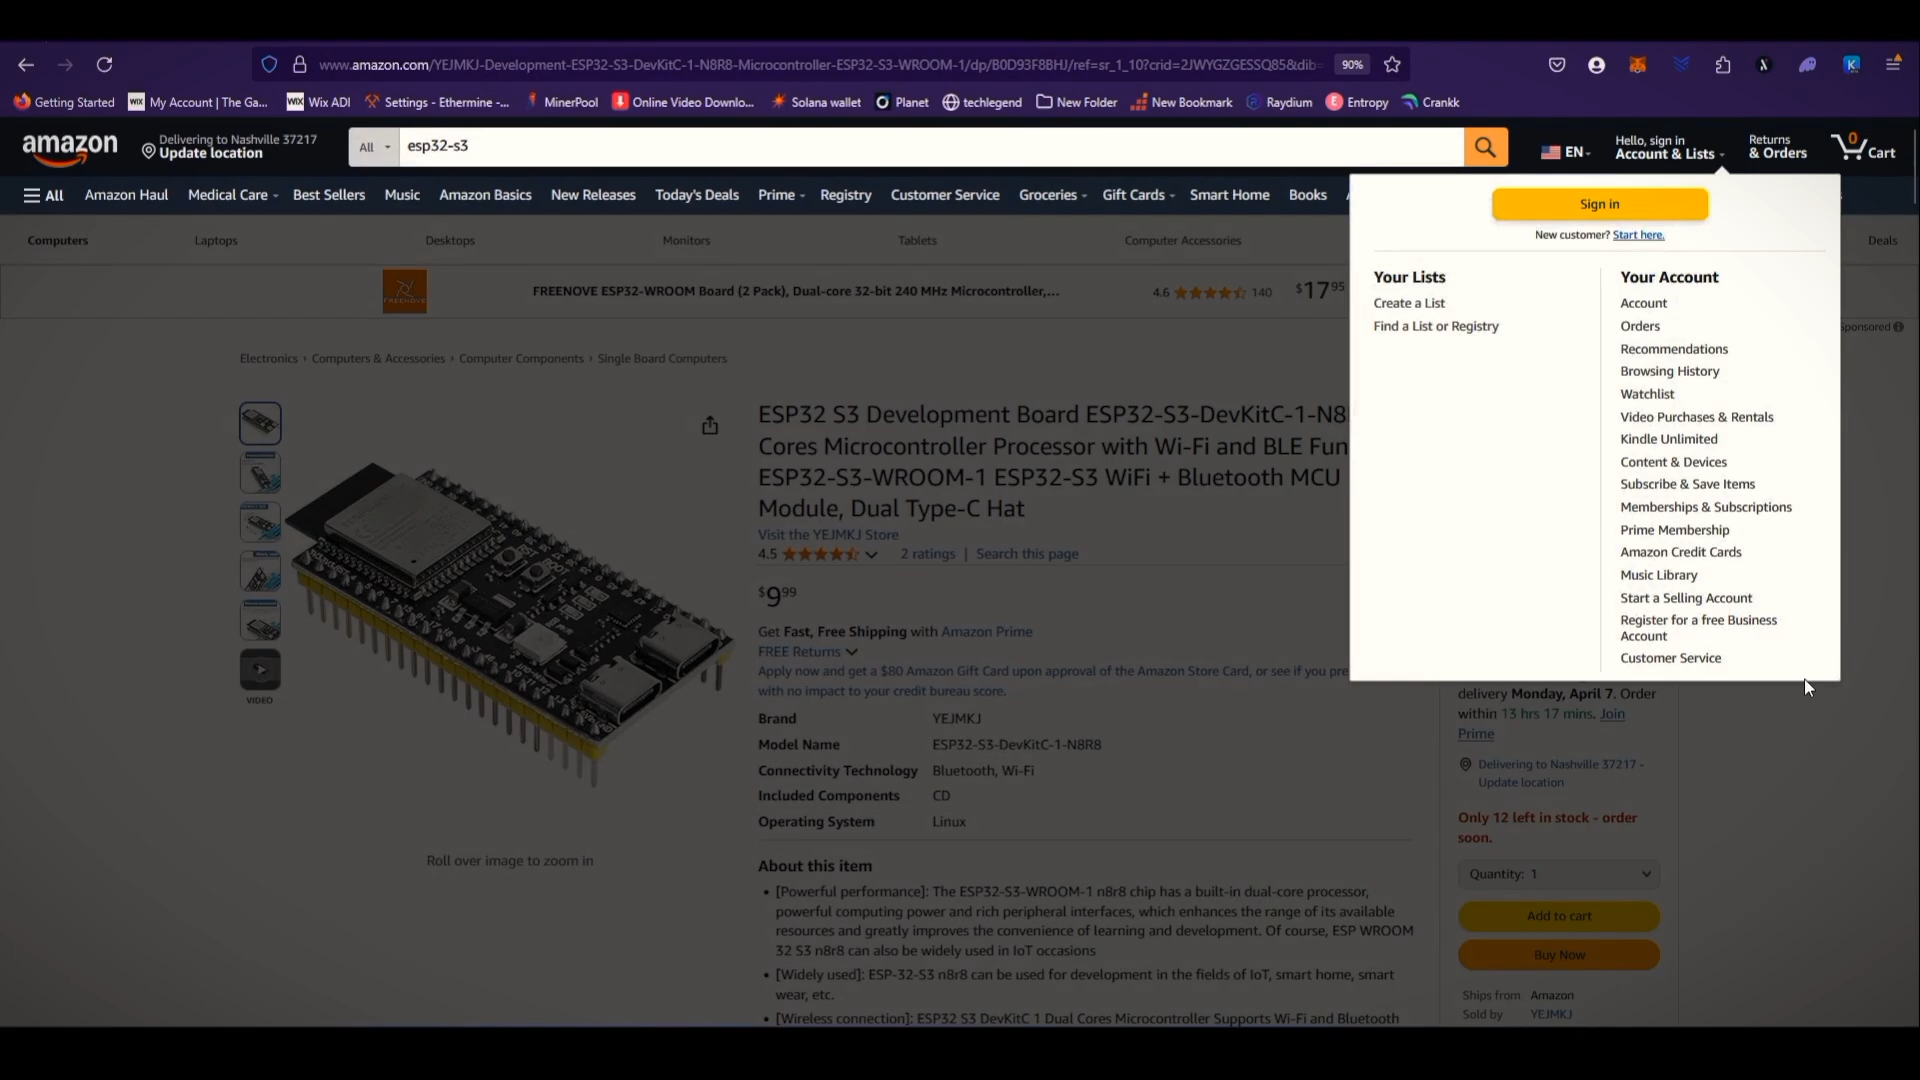 www.amazon.com/YEJMKJ-Development-ESP32-S3-DevKitC-1-N8R8-Microcontroller-ESP32-S3-WROOM-1/dp/B0D93F8BHJ/ref=sr_1_10?crid=2JWYGZGESSQ85&dib=
90%
Getting Started
WIX My Account | The Ga...
WIX Wix ADI
Settings - Ethermine -...
MinerPool
Online Video Downlo...
Solana wallet
Planet
techlegend
New Folder
New Bookmark
Raydium
Entropy
Crankk
amazon
Delivering to Nashville 37217
Update location
All
esp32-s3
EN
Hello, sign in
Account & Lists
Returns
& Orders
0
Cart
All
Amazon Haul
Medical Care
Best Sellers
Music
Amazon Basics
New Releases
Today's Deals
Prime
Registry
Customer Service
Groceries
Gift Cards
Smart Home
Books
Computers
Laptops
Desktops
Monitors
Tablets
Computer Accessories
Deals
FREENOVE
FREENOVE ESP32-WROOM Board (2 Pack), Dual-core 32-bit 240 MHz Microcontroller,...
4.6
140
$17 95
Sponsored
Sign in
New customer? Start here.
Your Lists
Create a List
Find a List or Registry
Your Account
Account
Orders
Recommendations
Browsing History
Watchlist
Video Purchases & Rentals
Kindle Unlimited
Content & Devices
Subscribe & Save Items
Memberships & Subscriptions
Prime Membership
Amazon Credit Cards
Music Library
Start a Selling Account
Register for a free Business
Account
Customer Service
Electronics › Computers & Accessories › Computer Components › Single Board Computers
VIDEO
Roll over image to zoom in
ESP32 S3 Development Board ESP32-S3-DevKitC-1-N8
Cores Microcontroller Processor with Wi-Fi and BLE Fun
ESP32-S3-WROOM-1 ESP32-S3 WiFi + Bluetooth MCU
Module, Dual Type-C Hat
Visit the YEJMKJ Store
4.5
2 ratings | Search this page
$9 99
Get Fast, Free Shipping with Amazon Prime
FREE Returns
Apply now and get a $80 Amazon Gift Card upon approval of the Amazon Store Card, or see if you pre
with no impact to your credit bureau score.
Brand YEJMKJ
Model Name ESP32-S3-DevKitC-1-N8R8
Connectivity Technology Bluetooth, Wi-Fi
Included Components CD
Operating System Linux
About this item
• [Powerful performance]: The ESP32-S3-WROOM-1 n8r8 chip has a built-in dual-core processor,
powerful computing power and rich peripheral interfaces, which enhances the range of its available
resources and greatly improves the convenience of learning and development. Of course, ESP WROOM
32 S3 n8r8 can also be widely used in IoT occasions
• [Widely used]: ESP-32-S3 n8r8 can be used for development in the fields of IoT, smart home, smart
wear, etc.
• [Wireless connection]: ESP32 S3 DevKitC 1 Dual Cores Microcontroller Supports Wi-Fi and Bluetooth
delivery Monday, April 7. Order
within 13 hrs 17 mins. Join
Prime
Delivering to Nashville 37217 -
Update location
Only 12 left in stock - order
soon.
Quantity: 1
Add to cart
Buy Now
Ships from Amazon
Sold by YEJMKJ